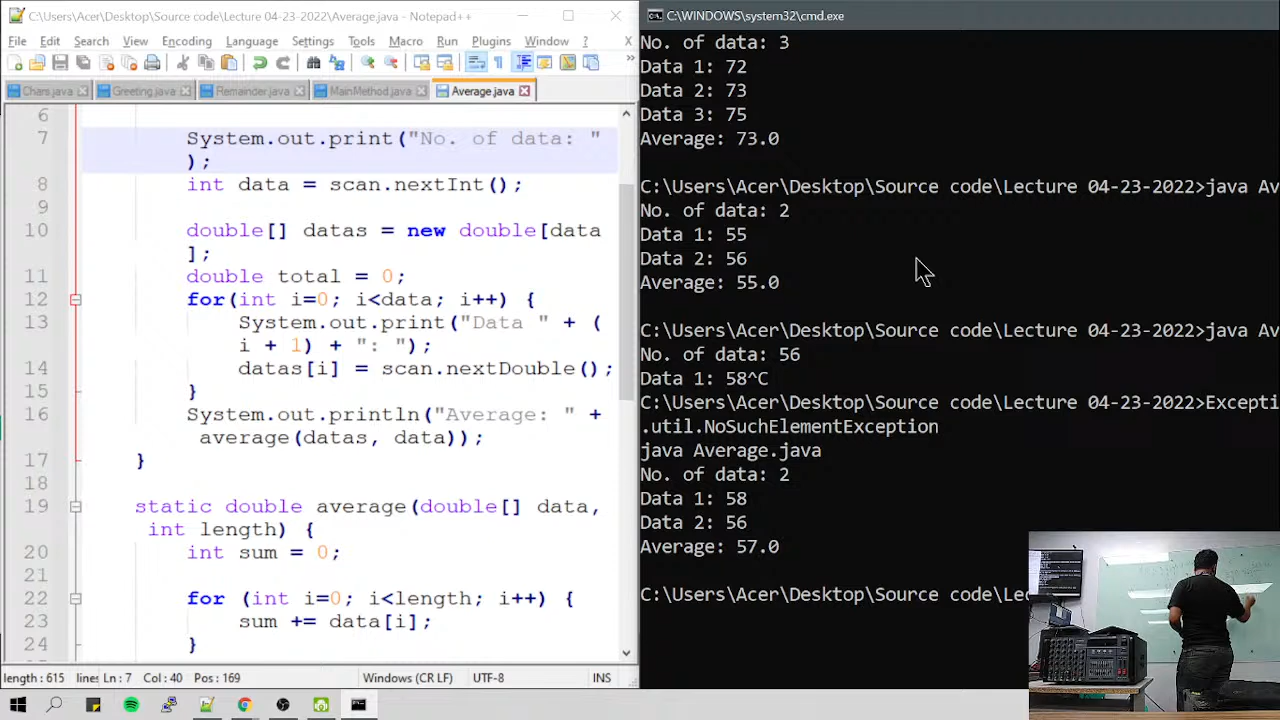 C:\Users\Acer\Desktop\Source code\Lecture 04-23-2022\Average.java - Notepad++
File Edit Search View Encoding Language Settings Tools Macro Run Plugins Window ? X
Chars.java Greeting.java Remainder.java MainMethod.java Average.java
6
7 System.out.print("No. of data: "
);
8 int data = scan.nextInt();
9
10 double[] datas = new double[data
];
11 double total = 0;
12 for(int i=0; i<data; i++) {
13 System.out.print("Data " + (
i + 1) + ": ");
14 datas[i] = scan.nextDouble();
15 }
16 System.out.println("Average: " +
average(datas, data));
17 }
18
19 static double average(double[] data,
int length) {
20 int sum = 0;
21
22 for (int i=0; i<length; i++) {
23 sum += data[i];
24 }
length : 615 lines Ln : 7 Col : 40 Pos : 169 Windows (CR LF) UTF-8 INS
C:\WINDOWS\system32\cmd.exe
No. of data: 3
Data 1: 72
Data 2: 73
Data 3: 75
Average: 73.0
C:\Users\Acer\Desktop\Source code\Lecture 04-23-2022>java Av
No. of data: 2
Data 1: 55
Data 2: 56
Average: 55.0
C:\Users\Acer\Desktop\Source code\Lecture 04-23-2022>java Av
No. of data: 56
Data 1: 58^C
C:\Users\Acer\Desktop\Source code\Lecture 04-23-2022>Excepti
.util.NoSuchElementException
java Average.java
No. of data: 2
Data 1: 58
Data 2: 56
Average: 57.0
C:\Users\Acer\Desktop\Source code\Le